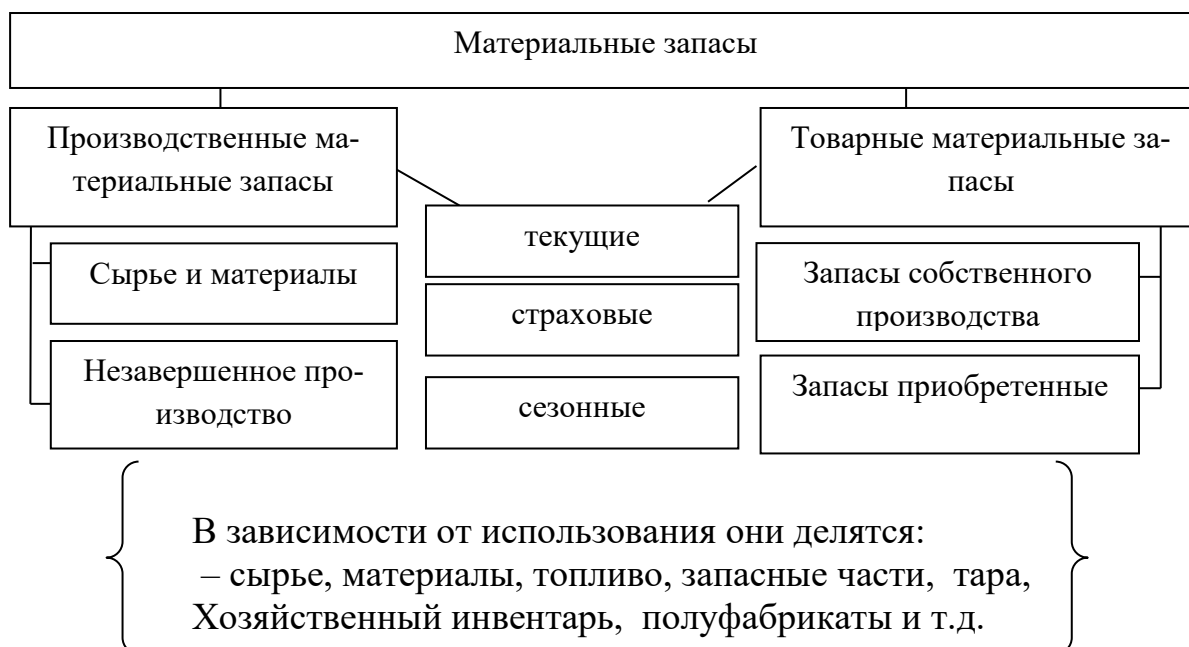 Материальные запасы
Производственные ма-
териальные запасы
Товарные материальные за-
пасы
текущие
Сырье и материалы
Запасы собственного
производства
страховые
Незавершенное про-
изводство
Запасы приобретенные
сезонные
В зависимости от использования они делятся:
– сырье, материалы, топливо, запасные части, тара,
Хозяйственный инвентарь, полуфабрикаты и т.д.